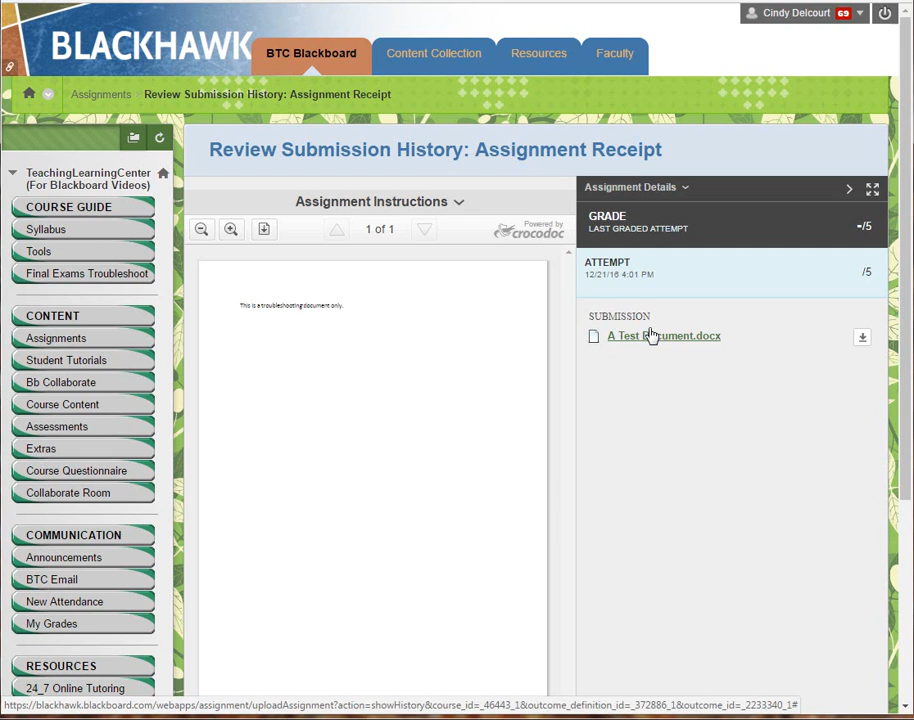 Cindy Delcourt 69
BLACKHAWK
BTC Blackboard
Content Collection
Resources
Faculty
Assignments
Review Submission History: Assignment Receipt
TeachingLearningCenter
(For Blackboard Videos)
COURSE GUIDE
Syllabus
Tools
Final Exams Troubleshoot
CONTENT
Assignments
Student Tutorials
Bb Collaborate
Course Content
Assessments
Extras
Course Questionnaire
Collaborate Room
COMMUNICATION
Announcements
BTC Email
New Attendance
My Grades
RESOURCES
24_7 Online Tutoring
Review Submission History: Assignment Receipt
Assignment Instructions
1 of 1
Powered by
crocodoc
This is a troubleshooting document only.
Assignment Details
GRADE
LAST GRADED ATTEMPT
-/5
ATTEMPT
12/21/16 4:01 PM
/5
SUBMISSION
A Test Document.docx
https://blackhawk.blackboard.com/webapps/assignment/uploadAssignment?action=showHistory&course_id=_46443_1&outcome_definition_id=_372886_1&outcome_id=_2233340_1#